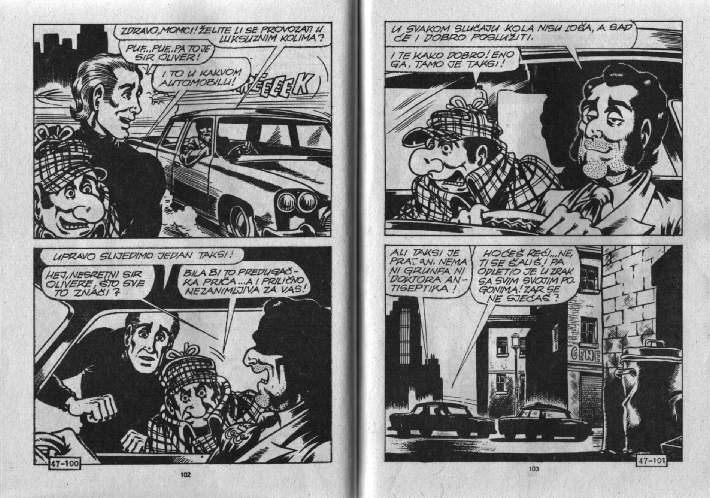 ZDRAVO, MOMCI! ŽELITE LI SE PROVOZATI U
LUKSUZNIM KOLIMA?
PUF... PUF... PA TO JE
SIR OLIVER!
I TO U KAKVOM
AUTOMOBILU!
EEEEK
UPRAVO SLIJEDIMO JEDAN TAKSI!
HEJ, NESRETNI SIR
OLIVERE, ŠTO SVE
TO ZNAČI?
BILA BI TO PREDUGAČ-
KA PRIČA... A I PRILIČNO
NEZANIMLJIVA ZA VAS!
47-100
102
U SVAKOM SLUČAJU KOLA NISU LOŠA, A SAD
ĆE I DOBRO POSLUŽITI.
I TE KAKO DOBRO! ENO
GA, TAMO JE TAKSI!
ALI TAKSI JE
PRAZAN. NEMA
NI GRUNFA NI
DOKTORA AN-
TISEPTIKA!
HOĆEŠ REĆI... NE,
TI SE ŠALIŠ! PA
ODLETIO JE U ZRAK
SA SVIM SVOJIM PO-
GONIMA! ZAR SE
NE SJEĆAŠ?
47-101
103